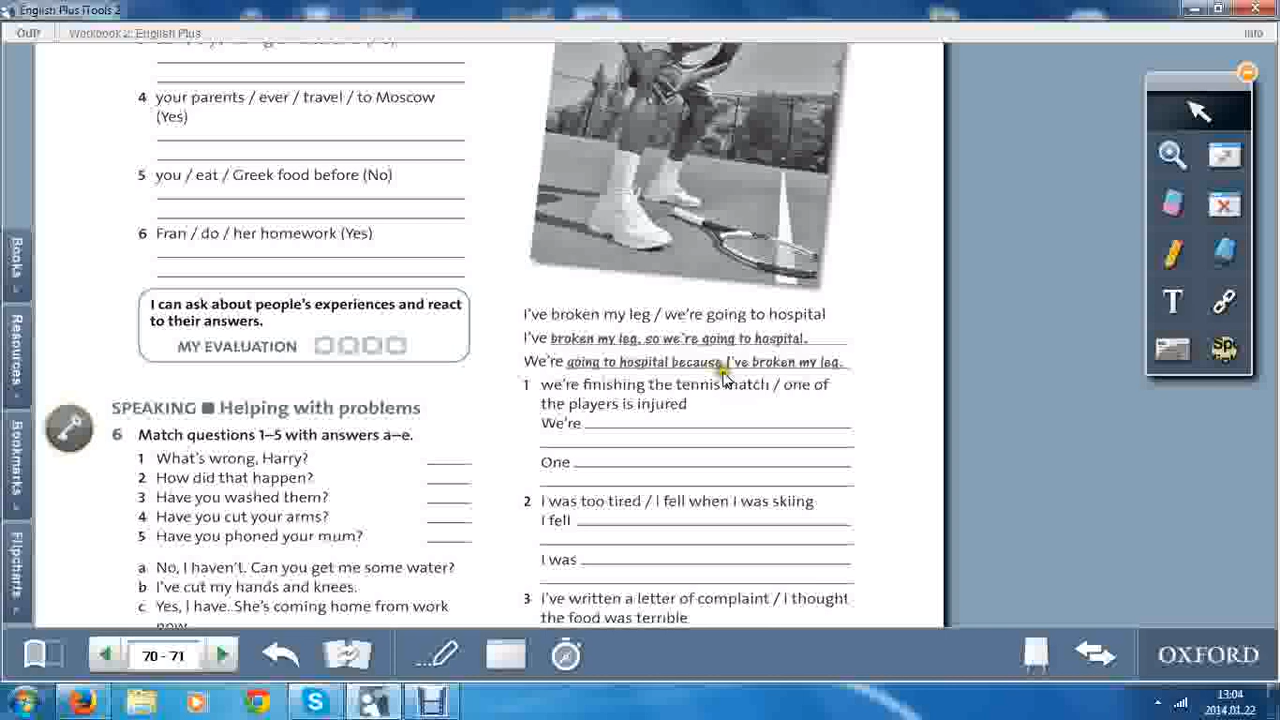 English Plus iTools 2
Quit
Workbook 2: English Plus
Info
4 your parents / ever / travel / to Moscow
(Yes)
5 you / eat / Greek food before (No)
6 Fran / do / her homework (Yes)
I can ask about people's experiences and react
to their answers.
MY EVALUATION
SPEAKING ■ Helping with problems
6 Match questions 1–5 with answers a–e.
1 What's wrong, Harry?
2 How did that happen?
3 Have you washed them?
4 Have you cut your arms?
5 Have you phoned your mum?
a No, I haven't. Can you get me some water?
b I've cut my hands and knees.
c Yes, I have. She's coming home from work
now.
I've broken my leg / we're going to hospital
I've broken my leg, so we're going to hospital.
We're going to hospital because I've broken my leg.
1 we're finishing the tennis match / one of
the players is injured
We're
One
2 I was too tired / I fell when I was skiing
I fell
I was
3 I've written a letter of complaint / I thought
the food was terrible
Books
Resources
Bookmarks
Flipcharts
T
Sp
70 - 71
OXFORD
13:04
2014.01.22